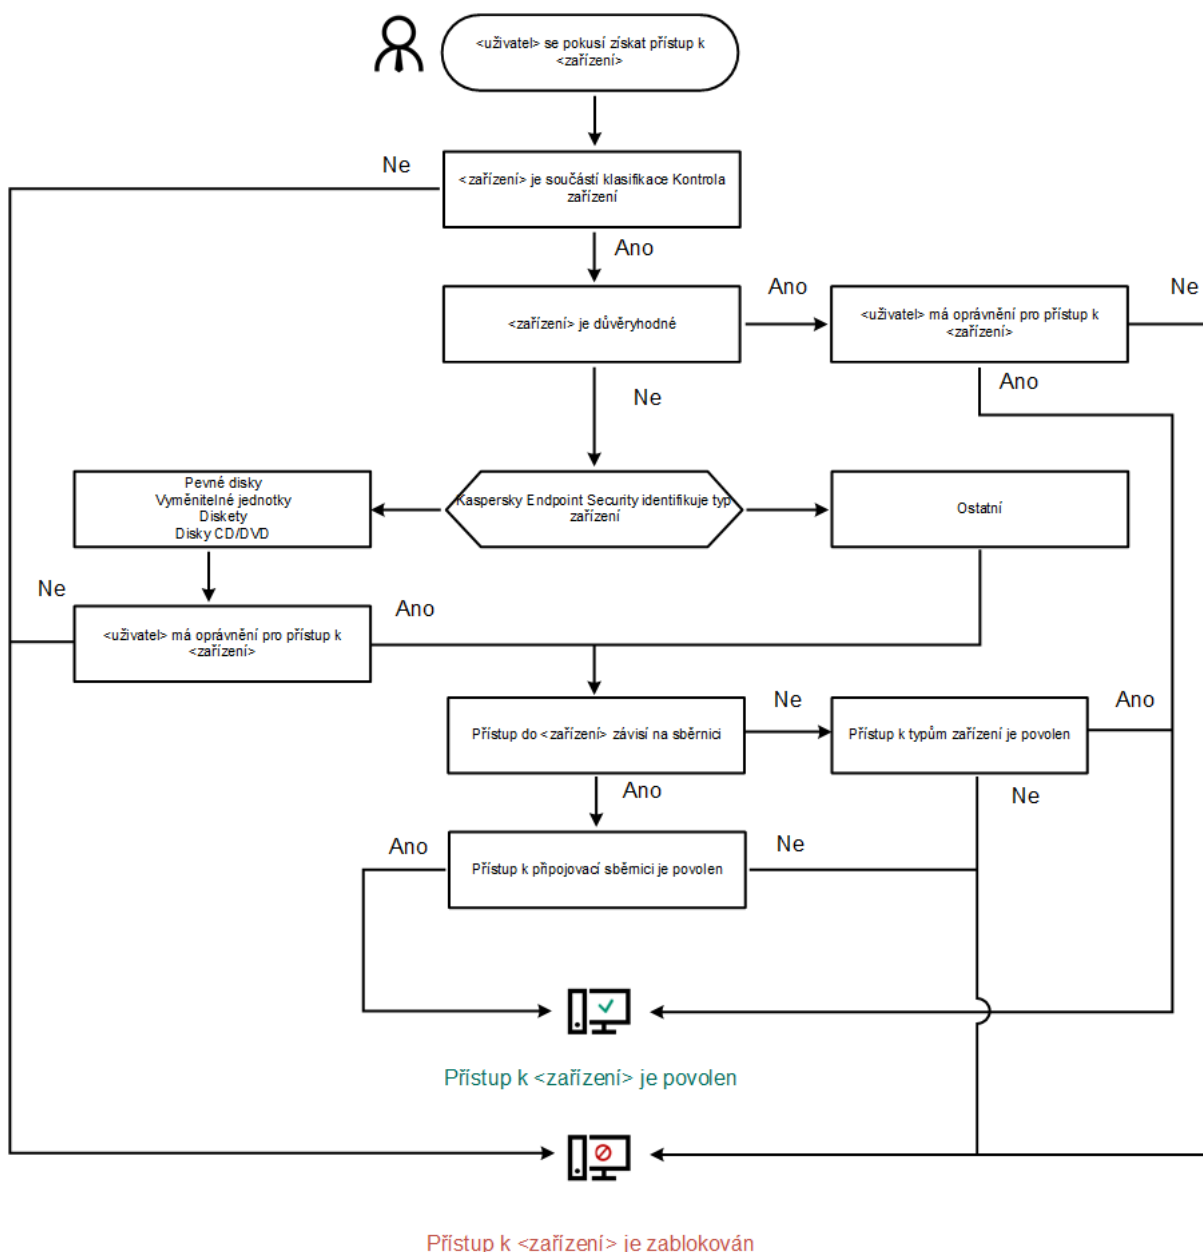 <uživatel> se pokusí získat přístup k
<zařízení>
Ne
<zařízení> je součástí klasifikace Kontrola
zařízení
Ano
Ano
Ne
<zařízení> je důvěryhodné
<uživatel> má oprávnění pro přístup k
<zařízení>
Ne
Ano
Pevné disky
Vyměnitelné jednotky
Diskety
Disky CD/DVD
Kaspersky Endpoint Security identifikuje typ
zařízení
Ostatní
Ne
Ano
<uživatel> má oprávnění pro přístup k
<zařízení>
Přístup do <zařízení> závisí na sběrnici
Ne
Přístup k typům zařízení je povolen
Ano
Ano
Ne
Ano
Přístup k připojovací sběrnici je povolen
Ne
Přístup k <zařízení> je povolen
Přístup k <zařízení> je zablokován